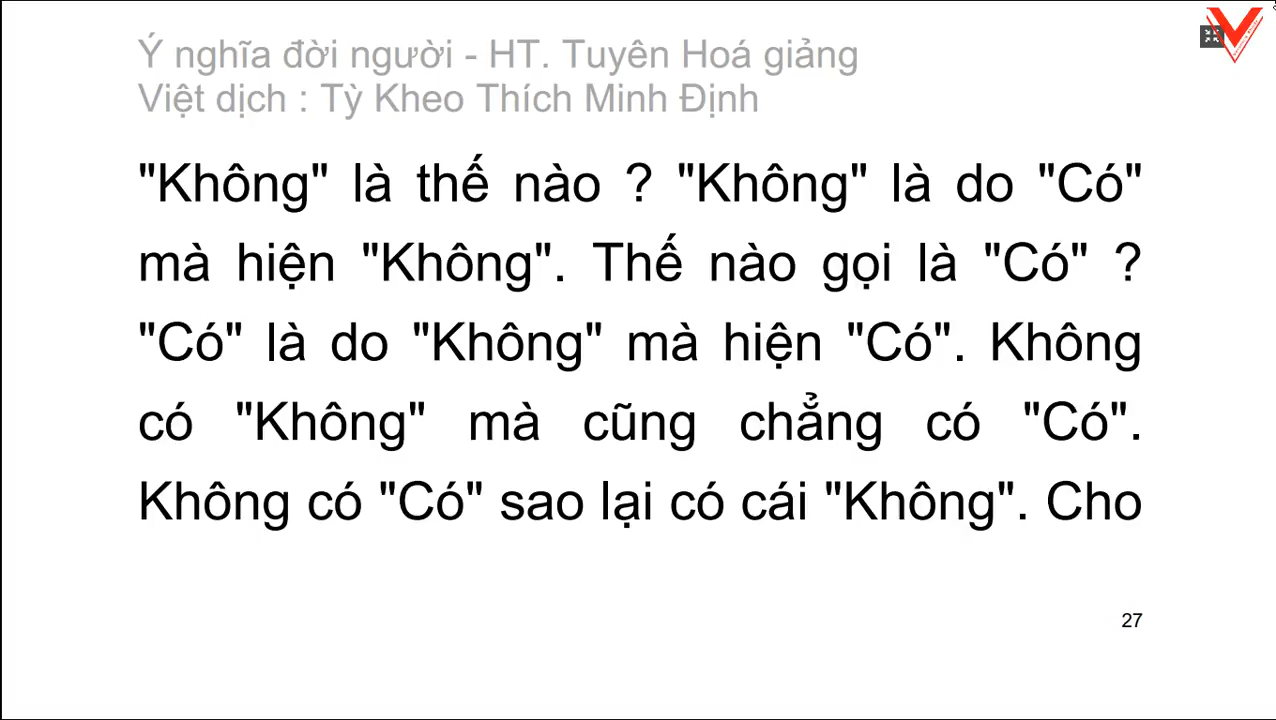 Ý nghĩa đời người - HT. Tuyên Hoá giảng
Việt dịch : Tỳ Kheo Thích Minh Định
"Không" là thế nào ? "Không" là do "Có"
mà hiện "Không". Thế nào gọi là "Có" ?
"Có" là do "Không" mà hiện "Có". Không
có "Không" mà cũng chẳng có "Có".
Không có "Có" sao lại có cái "Không". Cho
27